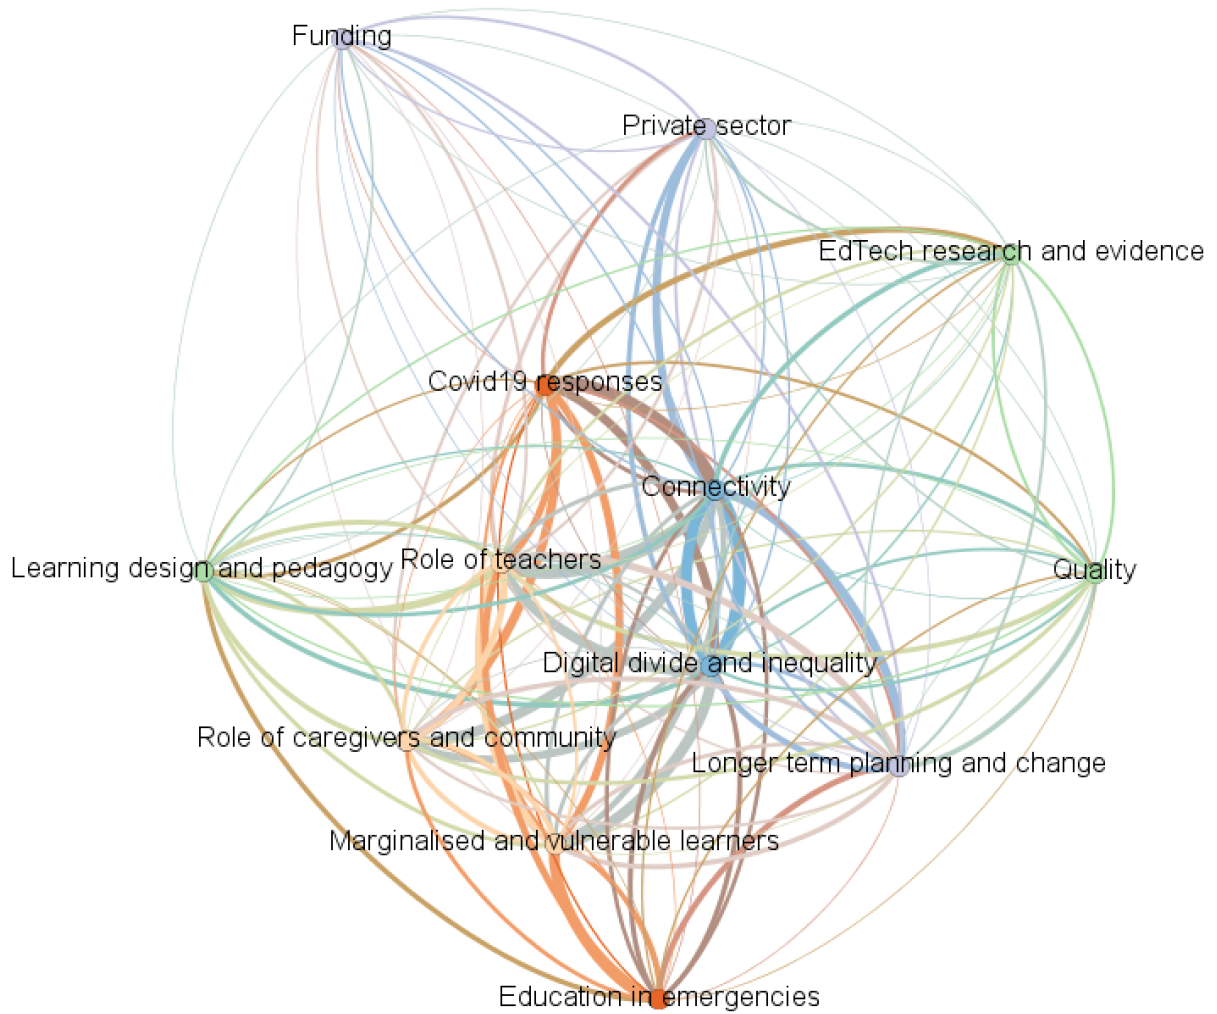 Funding
Private sector
EdTech research and evidence
Covid19 responses
Connectivity
Role of teachers
Learning design and pedagogy
Quality
Digital divide and inequality
Role of caregivers and community
Longer term planning and change
Marginalised and vulnerable learners
Education in emergencies